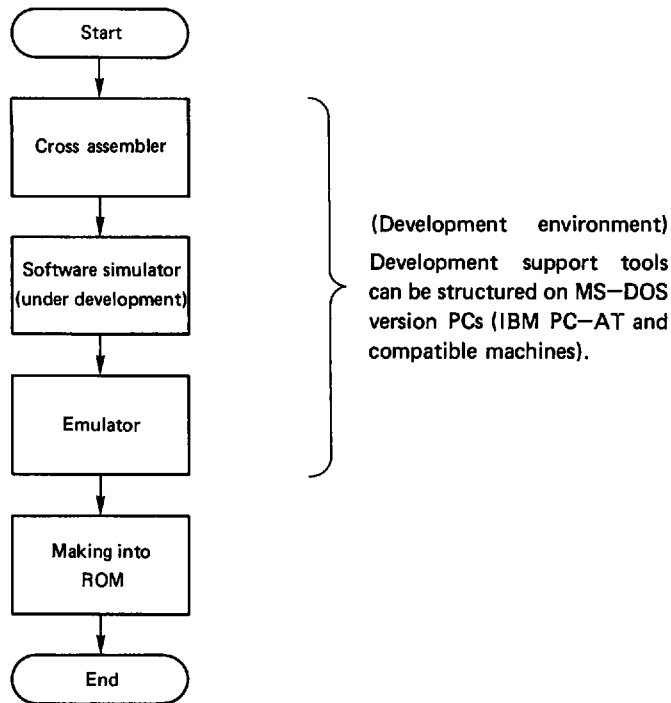 Start
Cross assembler
Software simulator
(under development)
Emulator
Making into
ROM
End
(Development environment)
Development support tools
can be structured on MS-DOS
version PCs (IBM PC-AT and
compatible machines).